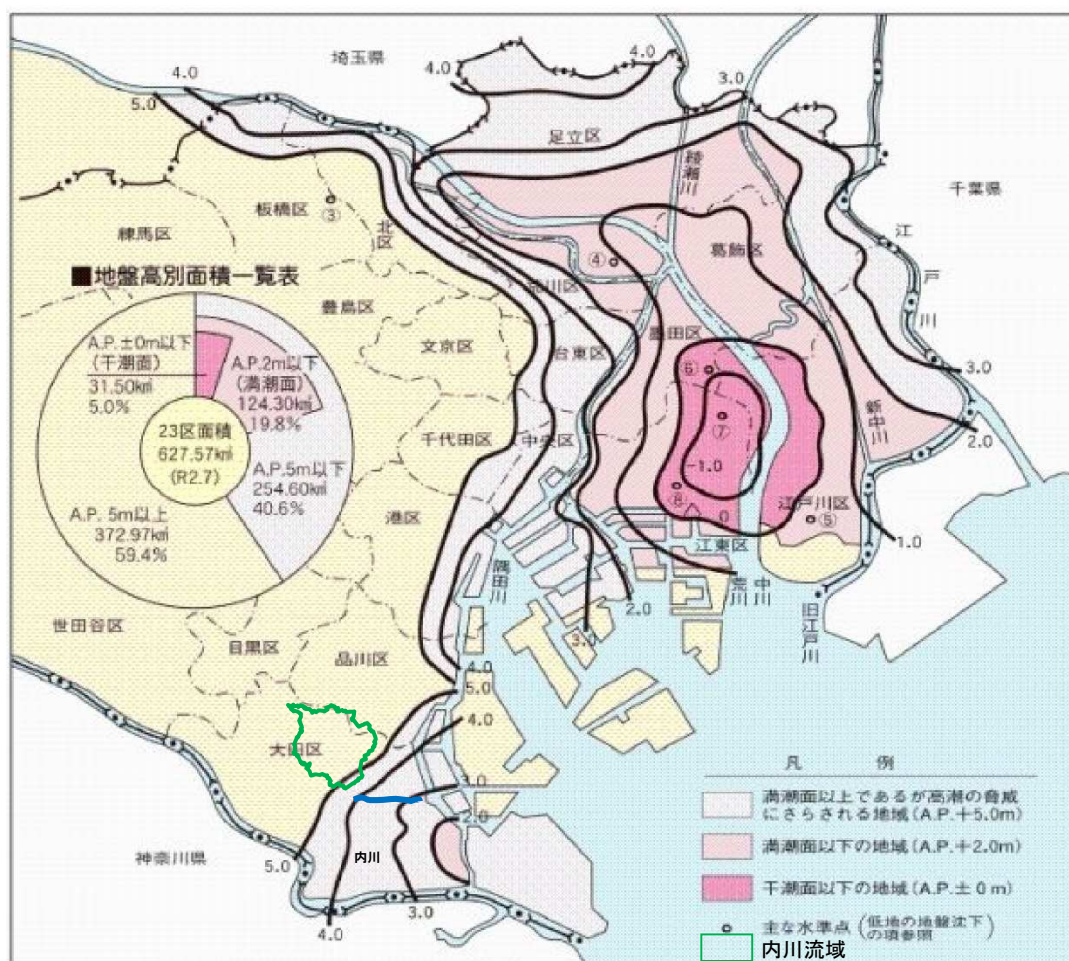 埼玉県
4.0
5.0
4.0
4.0
3.0
足立区
綾瀬川
千葉県
板橋区
③
北区
練馬区
④
葛飾区
江戸川
■地盤高別面積一覧表
荒川区
豊島区
A.P.±0m以下
(干潮面)
31.50k㎡
5.0%
A.P.2m以下
(満潮面)
124.30k㎡
19.8%
文京区
台東区
墨田区
⑥
3.0
新中川
2.0
23区面積
627.57k㎡
(R2.7)
千代田区
中央区
⑦
-1.0
A.P.5m以下
254.60k㎡
40.6%
A.P. 5m以上
372.97k㎡
59.4%
港区
⑧
0
江戸川区
⑤
江東区
1.0
隅田川
荒川
中川
旧江戸川
2.0
3.0
世田谷区
目黒区
品川区
4.0
5.0
4.0
大田区
3.0
2.0
神奈川県
5.0
内川
3.0
4.0
凡 例
満潮面以上であるが高潮の脅威
にさらされる地域(A.P.+5.0m)
満潮面以下の地域(A.P.+2.0m)
干潮面以下の地域(A.P.±0m)
主な水準点(低地の地盤沈下
の項参照)
内川流域